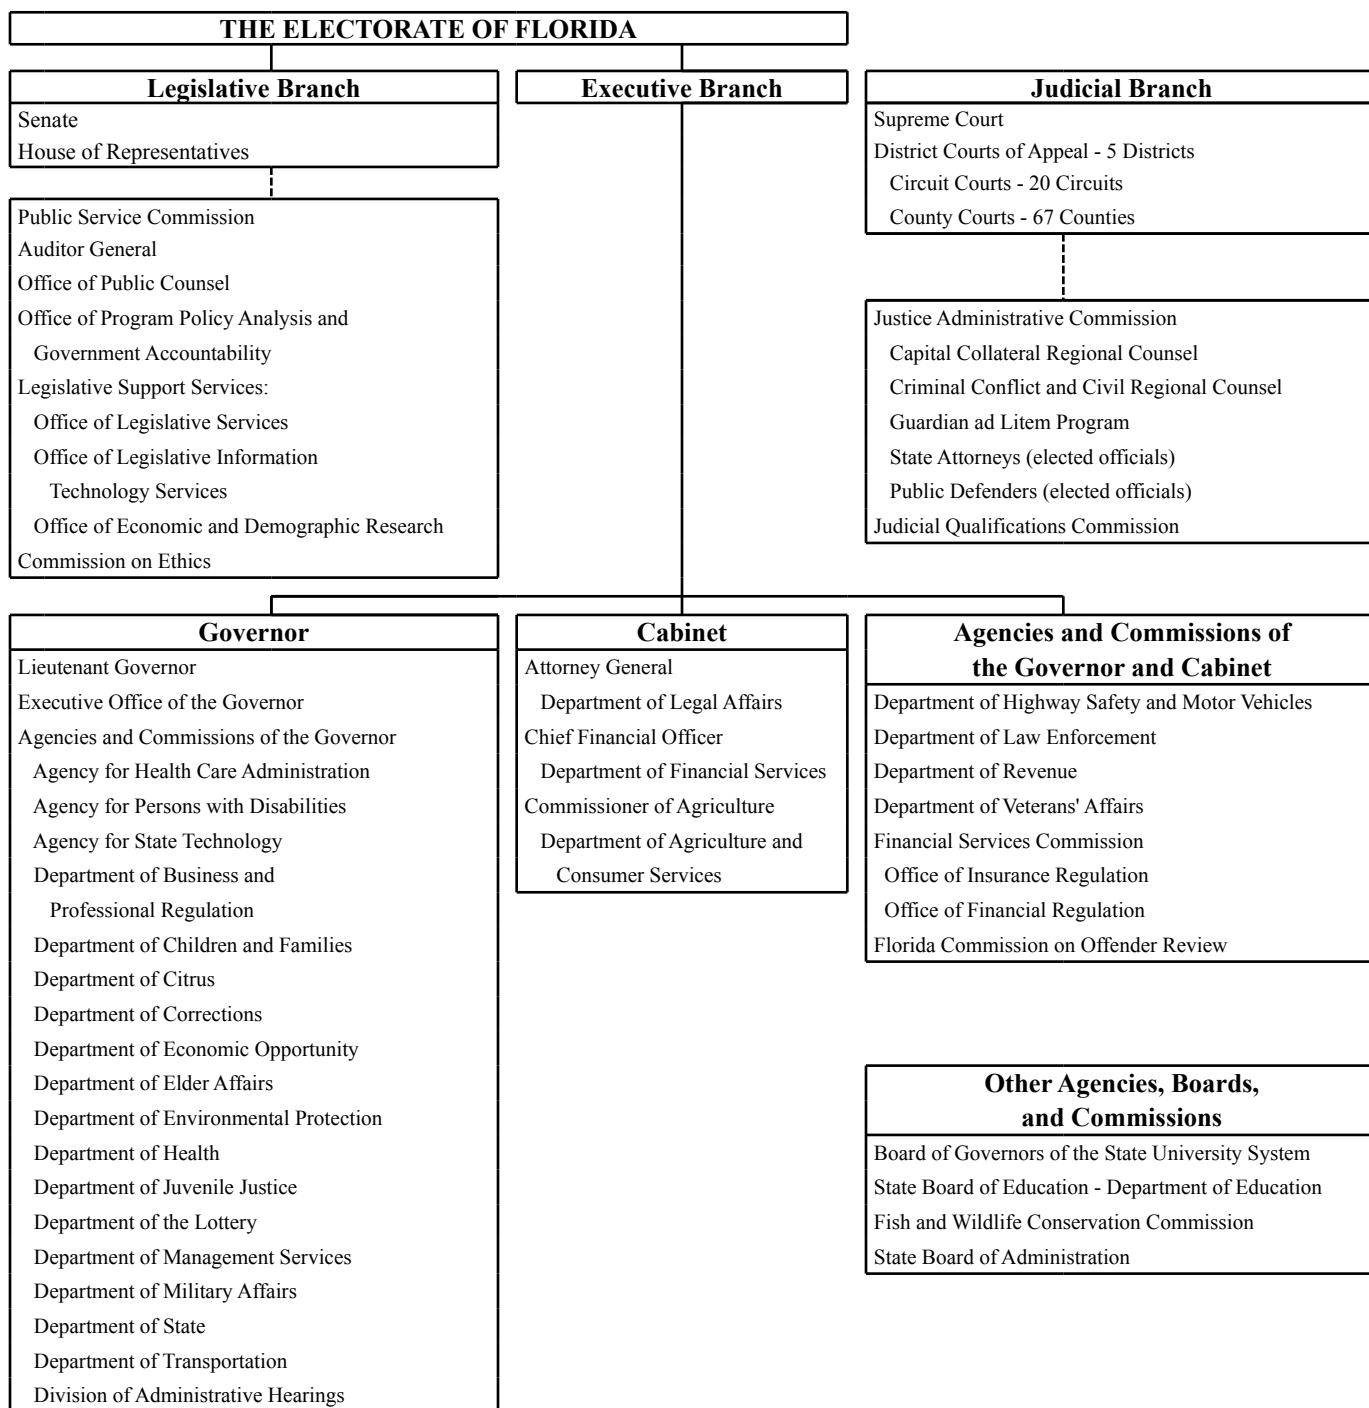 THE ELECTORATE OF FLORIDA
Legislative Branch
Senate
House of Representatives
Public Service Commission
Auditor General
Office of Public Counsel
Office of Program Policy Analysis and
Government Accountability
Legislative Support Services:
Office of Legislative Services
Office of Legislative Information
Technology Services
Office of Economic and Demographic Research
Commission on Ethics
Executive Branch
Judicial Branch
Supreme Court
District Courts of Appeal - 5 Districts
Circuit Courts - 20 Circuits
County Courts - 67 Counties
Justice Administrative Commission
Capital Collateral Regional Counsel
Criminal Conflict and Civil Regional Counsel
Guardian ad Litem Program
State Attorneys (elected officials)
Public Defenders (elected officials)
Judicial Qualifications Commission
Governor
Lieutenant Governor
Executive Office of the Governor
Agencies and Commissions of the Governor
Agency for Health Care Administration
Agency for Persons with Disabilities
Agency for State Technology
Department of Business and
Professional Regulation
Department of Children and Families
Department of Citrus
Department of Corrections
Department of Economic Opportunity
Department of Elder Affairs
Department of Environmental Protection
Department of Health
Department of Juvenile Justice
Department of the Lottery
Department of Management Services
Department of Military Affairs
Department of State
Department of Transportation
Division of Administrative Hearings
Cabinet
Attorney General
Department of Legal Affairs
Chief Financial Officer
Department of Financial Services
Commissioner of Agriculture
Department of Agriculture and
Consumer Services
Agencies and Commissions of
the Governor and Cabinet
Department of Highway Safety and Motor Vehicles
Department of Law Enforcement
Department of Revenue
Department of Veterans' Affairs
Financial Services Commission
Office of Insurance Regulation
Office of Financial Regulation
Florida Commission on Offender Review
Other Agencies, Boards,
and Commissions
Board of Governors of the State University System
State Board of Education - Department of Education
Fish and Wildlife Conservation Commission
State Board of Administration